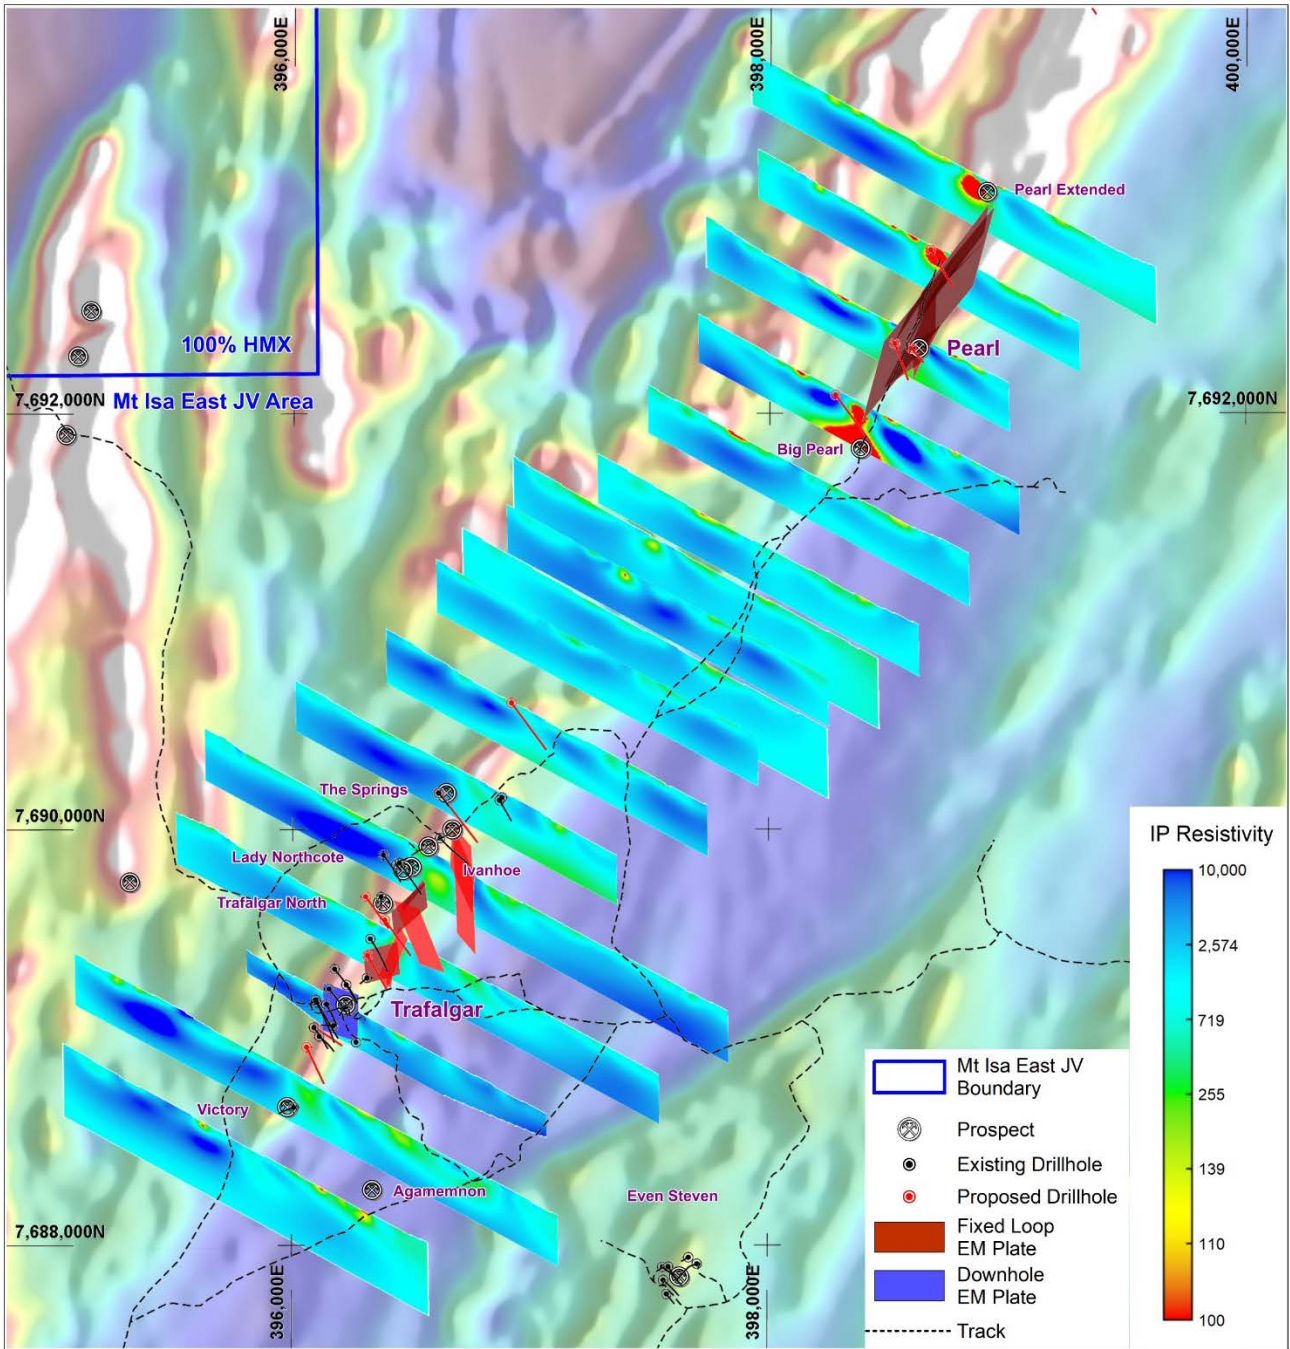 396,000E
398,000E
400,000E
Pearl Extended
100% HMX
Pearl
7,692,000N
Mt Isa East JV Area
7,692,000N
Big Pearl
The Springs
7,690,000N
Lady Northcote
Ivanhoe
Trafalgar North
Trafalgar
Victory
Agamemnon
Even Steven
7,688,000N
396,000E
398,000E
IP Resistivity
10,000
2,574
719
255
139
110
100
Mt Isa East JV
Boundary
Prospect
Existing Drillhole
Proposed Drillhole
Fixed Loop
EM Plate
Downhole
EM Plate
Track